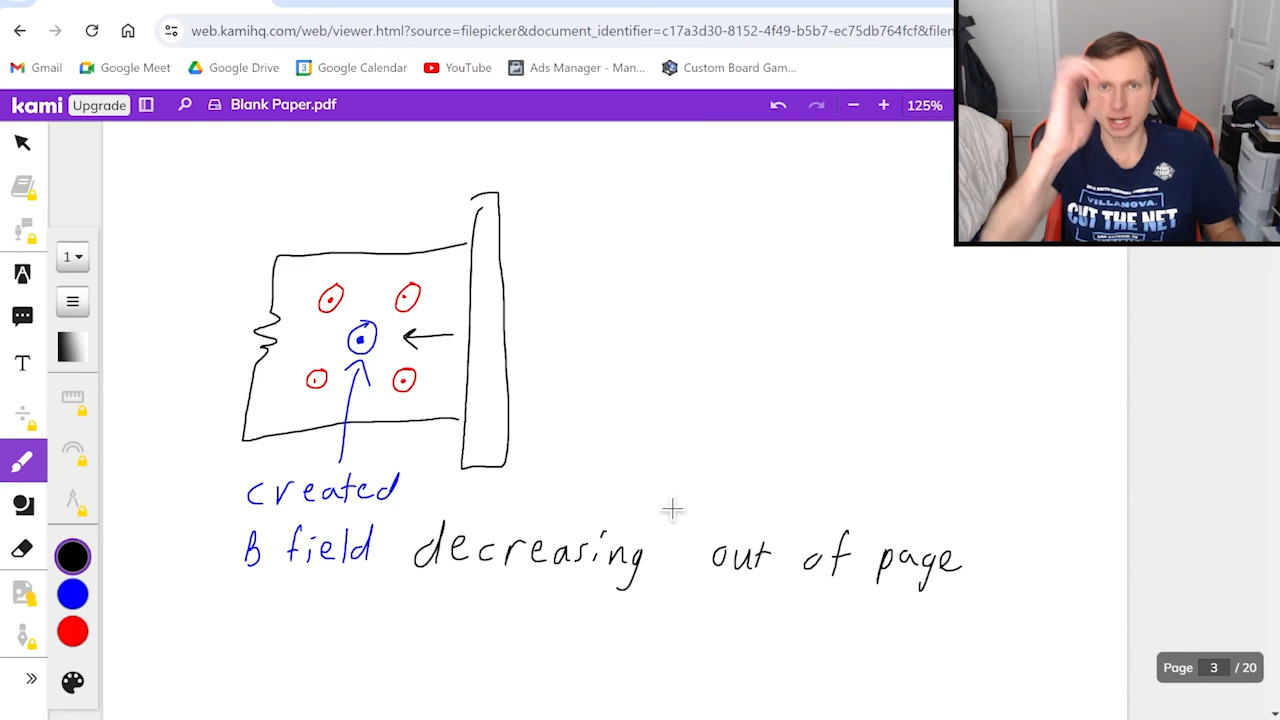 web.kamihq.com/web/viewer.html?source=filepicker&document_identifier=c17a3d30-8152-4f49-b5b7-ec75db764fcf&filen
Gmail Google Meet Google Drive Google Calendar YouTube Ads Manager - Man... Custom Board Gam...
kami Upgrade Blank Paper.pdf 125%
VILLANOVA
CUT THE NET
1
created
B field decreasing out of page
Page 3 / 20